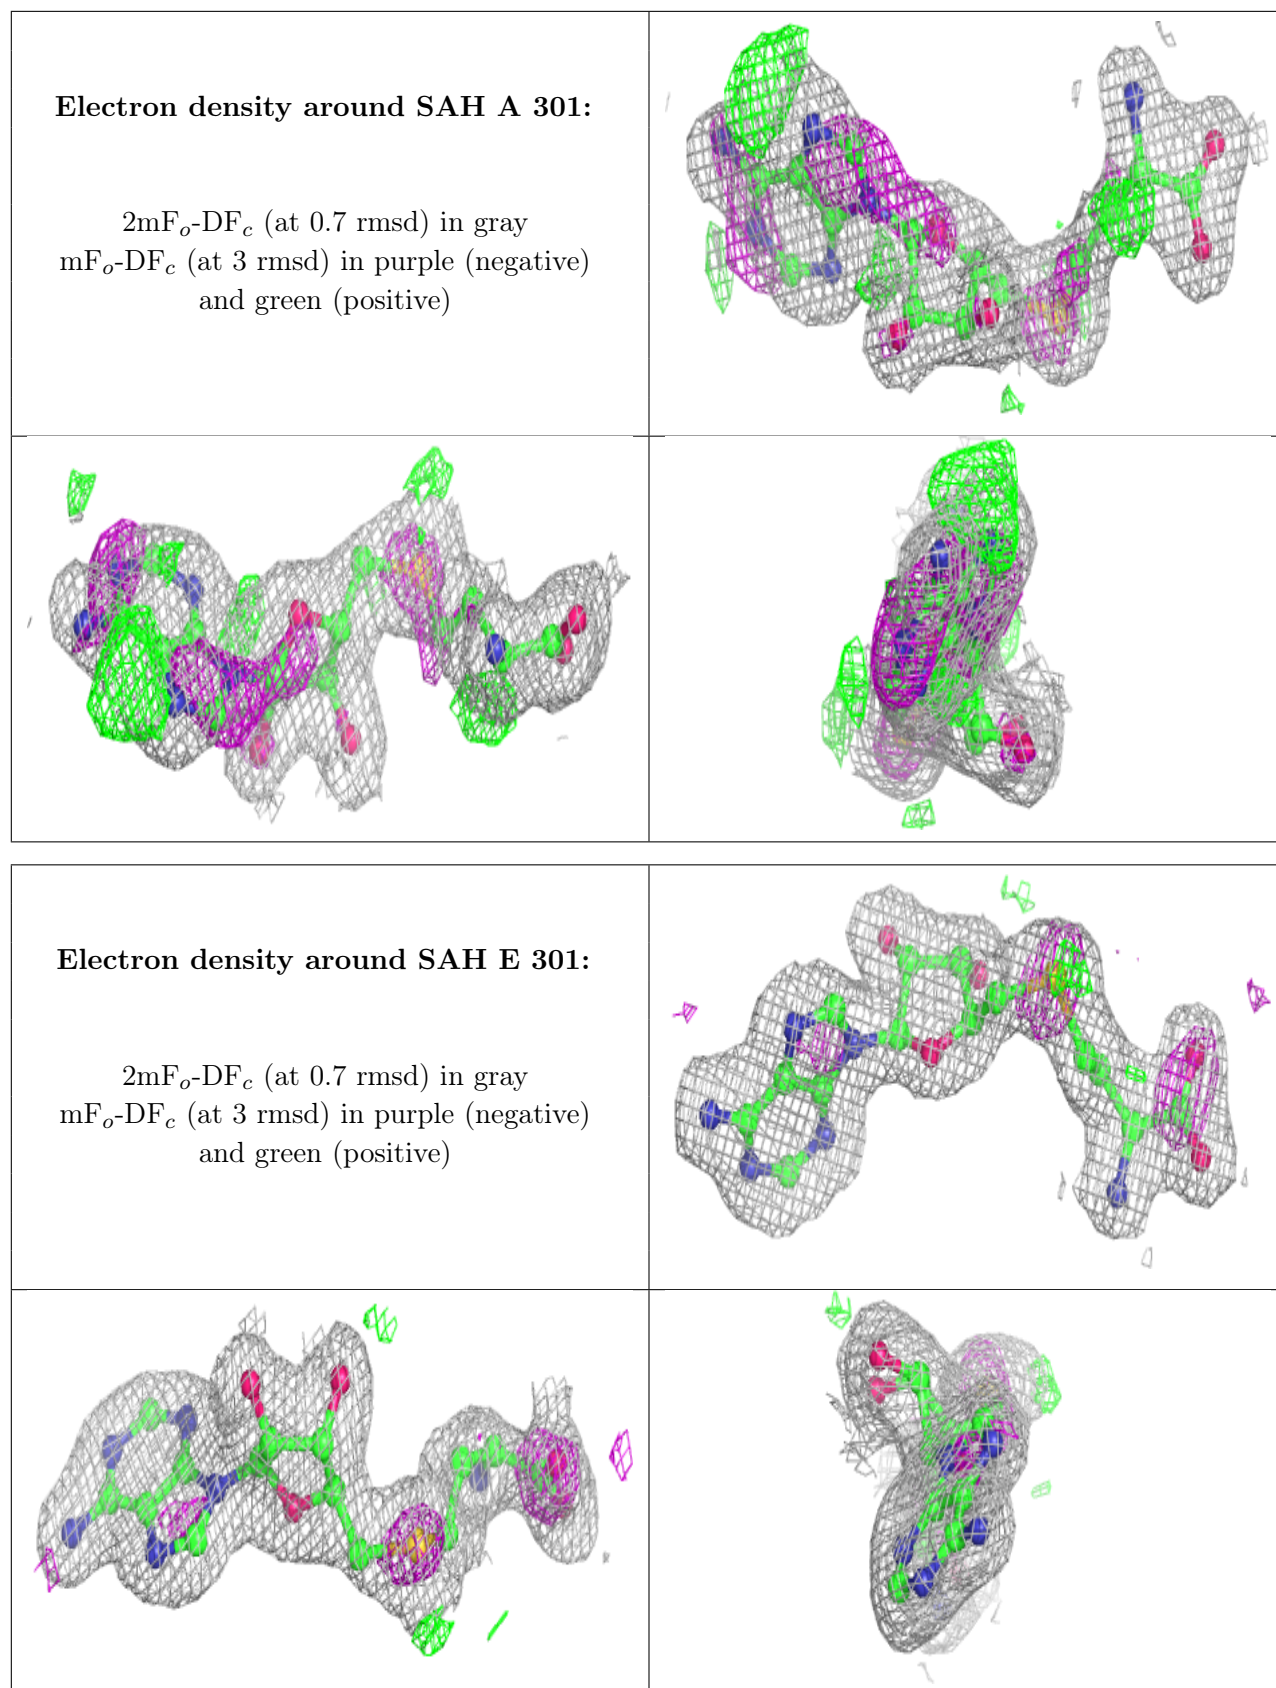 Electron density around SAH A 301:
2mFo-DFc (at 0.7 rmsd) in gray
mFo-DFc (at 3 rmsd) in purple (negative)
and green (positive)
Electron density around SAH E 301:
2mFo-DFc (at 0.7 rmsd) in gray
mFo-DFc (at 3 rmsd) in purple (negative)
and green (positive)